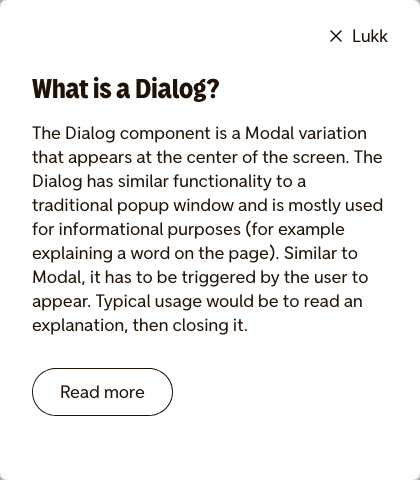 Lukk
What is a Dialog?
The Dialog component is a Modal variation
that appears at the center of the screen. The
Dialog has similar functionality to a
traditional popup window and is mostly used
for informational purposes (for example
explaining a word on the page). Similar to
Modal, it has to be triggered by the user to
appear. Typical usage would be to read an
explanation, then closing it.
Read more